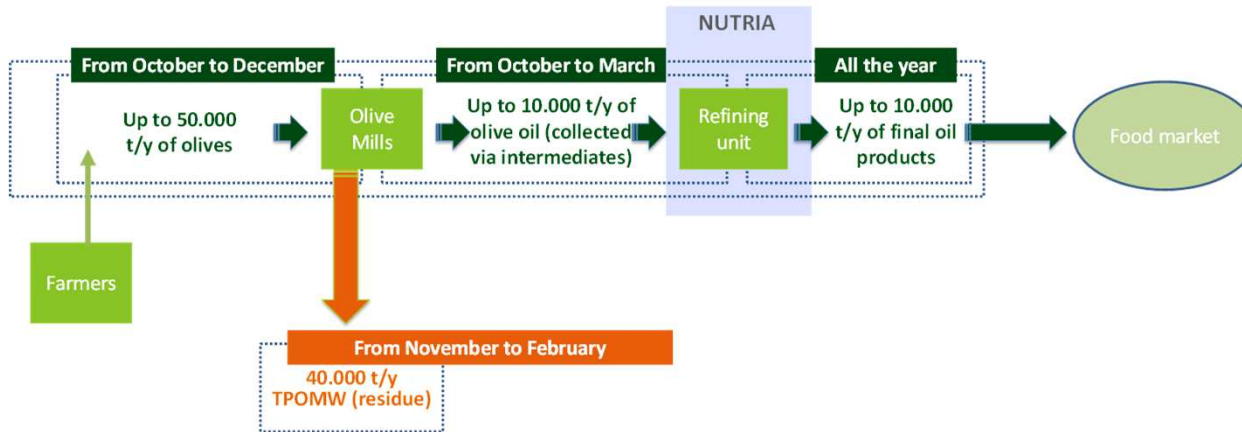 NUTRIA
From October to December
From October to March
All the year
Up to 50.000
t/y of olives
Olive
Mills
Up to 10.000 t/y of
olive oil (collected
via intermediates)
Refining
unit
Up to 10.000
t/y of final oil
products
Food market
Farmers
From November to February
40.000 t/y
TPOMW (residue)